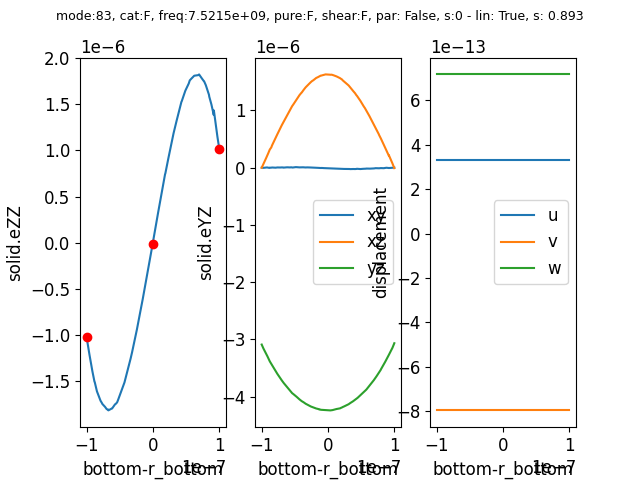 mode:83, cat:F, freq:7.5215e+09, pure:F, shear:F, par: False, s:0 - lin: True, s: 0.893
1e−6
2.0
1.5
1.0
0.5
0.0
−0.5
−1.0
−1.5
solid.eZZ
−1
0
1
1e−7
bottom-r_bottom
1e−6
1
0
−1
−2
−3
−4
solid.eYZ
xy
xz
yz
−1
0
1
1e−7
bottom-r_bottom
1e−13
6
4
2
0
−2
−4
−6
−8
displacement
u
v
w
−1
0
1
1e−7
bottom-r_bottom